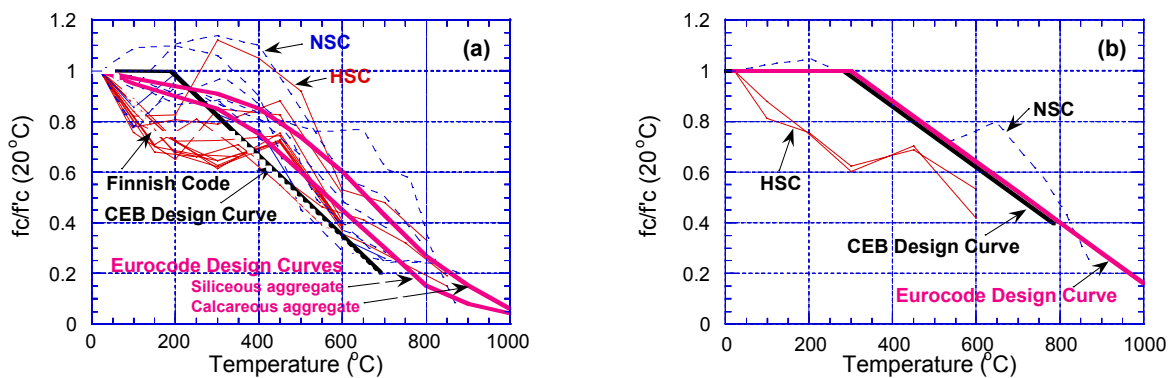 (a)
NSC
HSC
Finnish Code
CEB Design Curve
Eurocode Design Curves
Siliceous aggregate
Calcareous aggregate
fc/f'c (20°C)
1.2
1
0.8
0.6
0.4
0.2
0
0 200 400 600 800 1000
Temperature (°C)
(b)
NSC
HSC
CEB Design Curve
Eurocode Design Curve
fc/f'c (20°C)
1.2
1
0.8
0.6
0.4
0.2
0
0 200 400 600 800 1000
Temperature (°C)